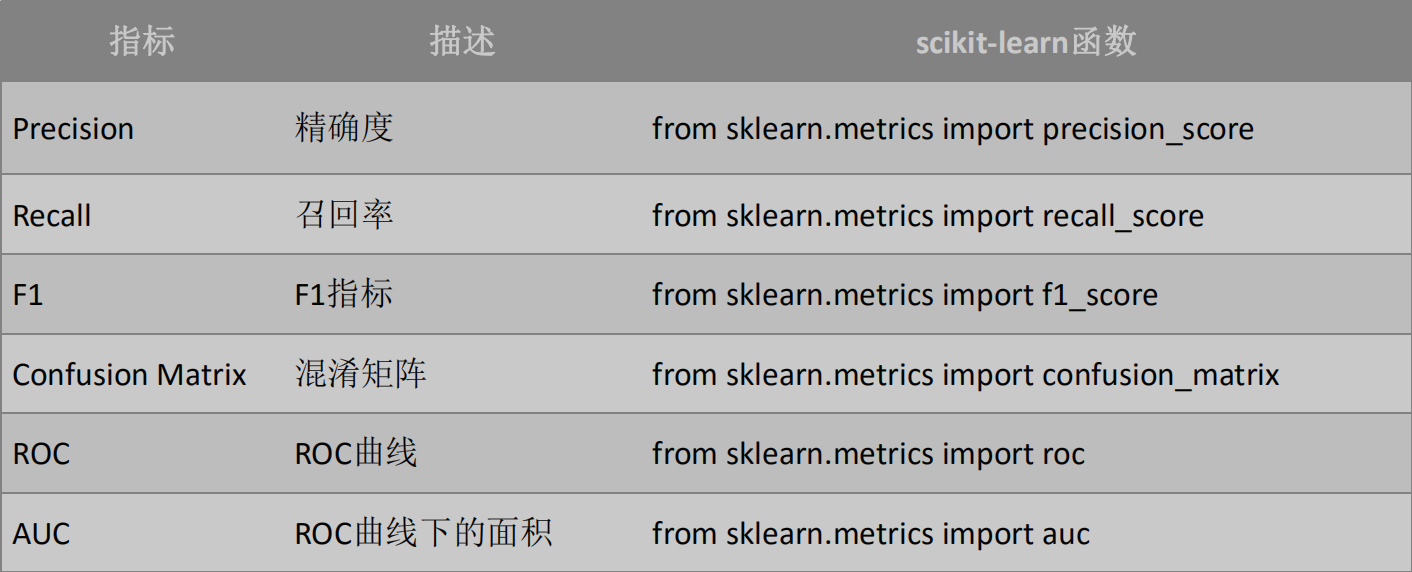 指标 描述 scikit-learn函数
Precision 精确度 from sklearn.metrics import precision_score
Recall 召回率 from sklearn.metrics import recall_score
F1 F1指标 from sklearn.metrics import f1_score
Confusion Matrix 混淆矩阵 from sklearn.metrics import confusion_matrix
ROC ROC曲线 from sklearn.metrics import roc
AUC ROC曲线下的面积 from sklearn.metrics import auc